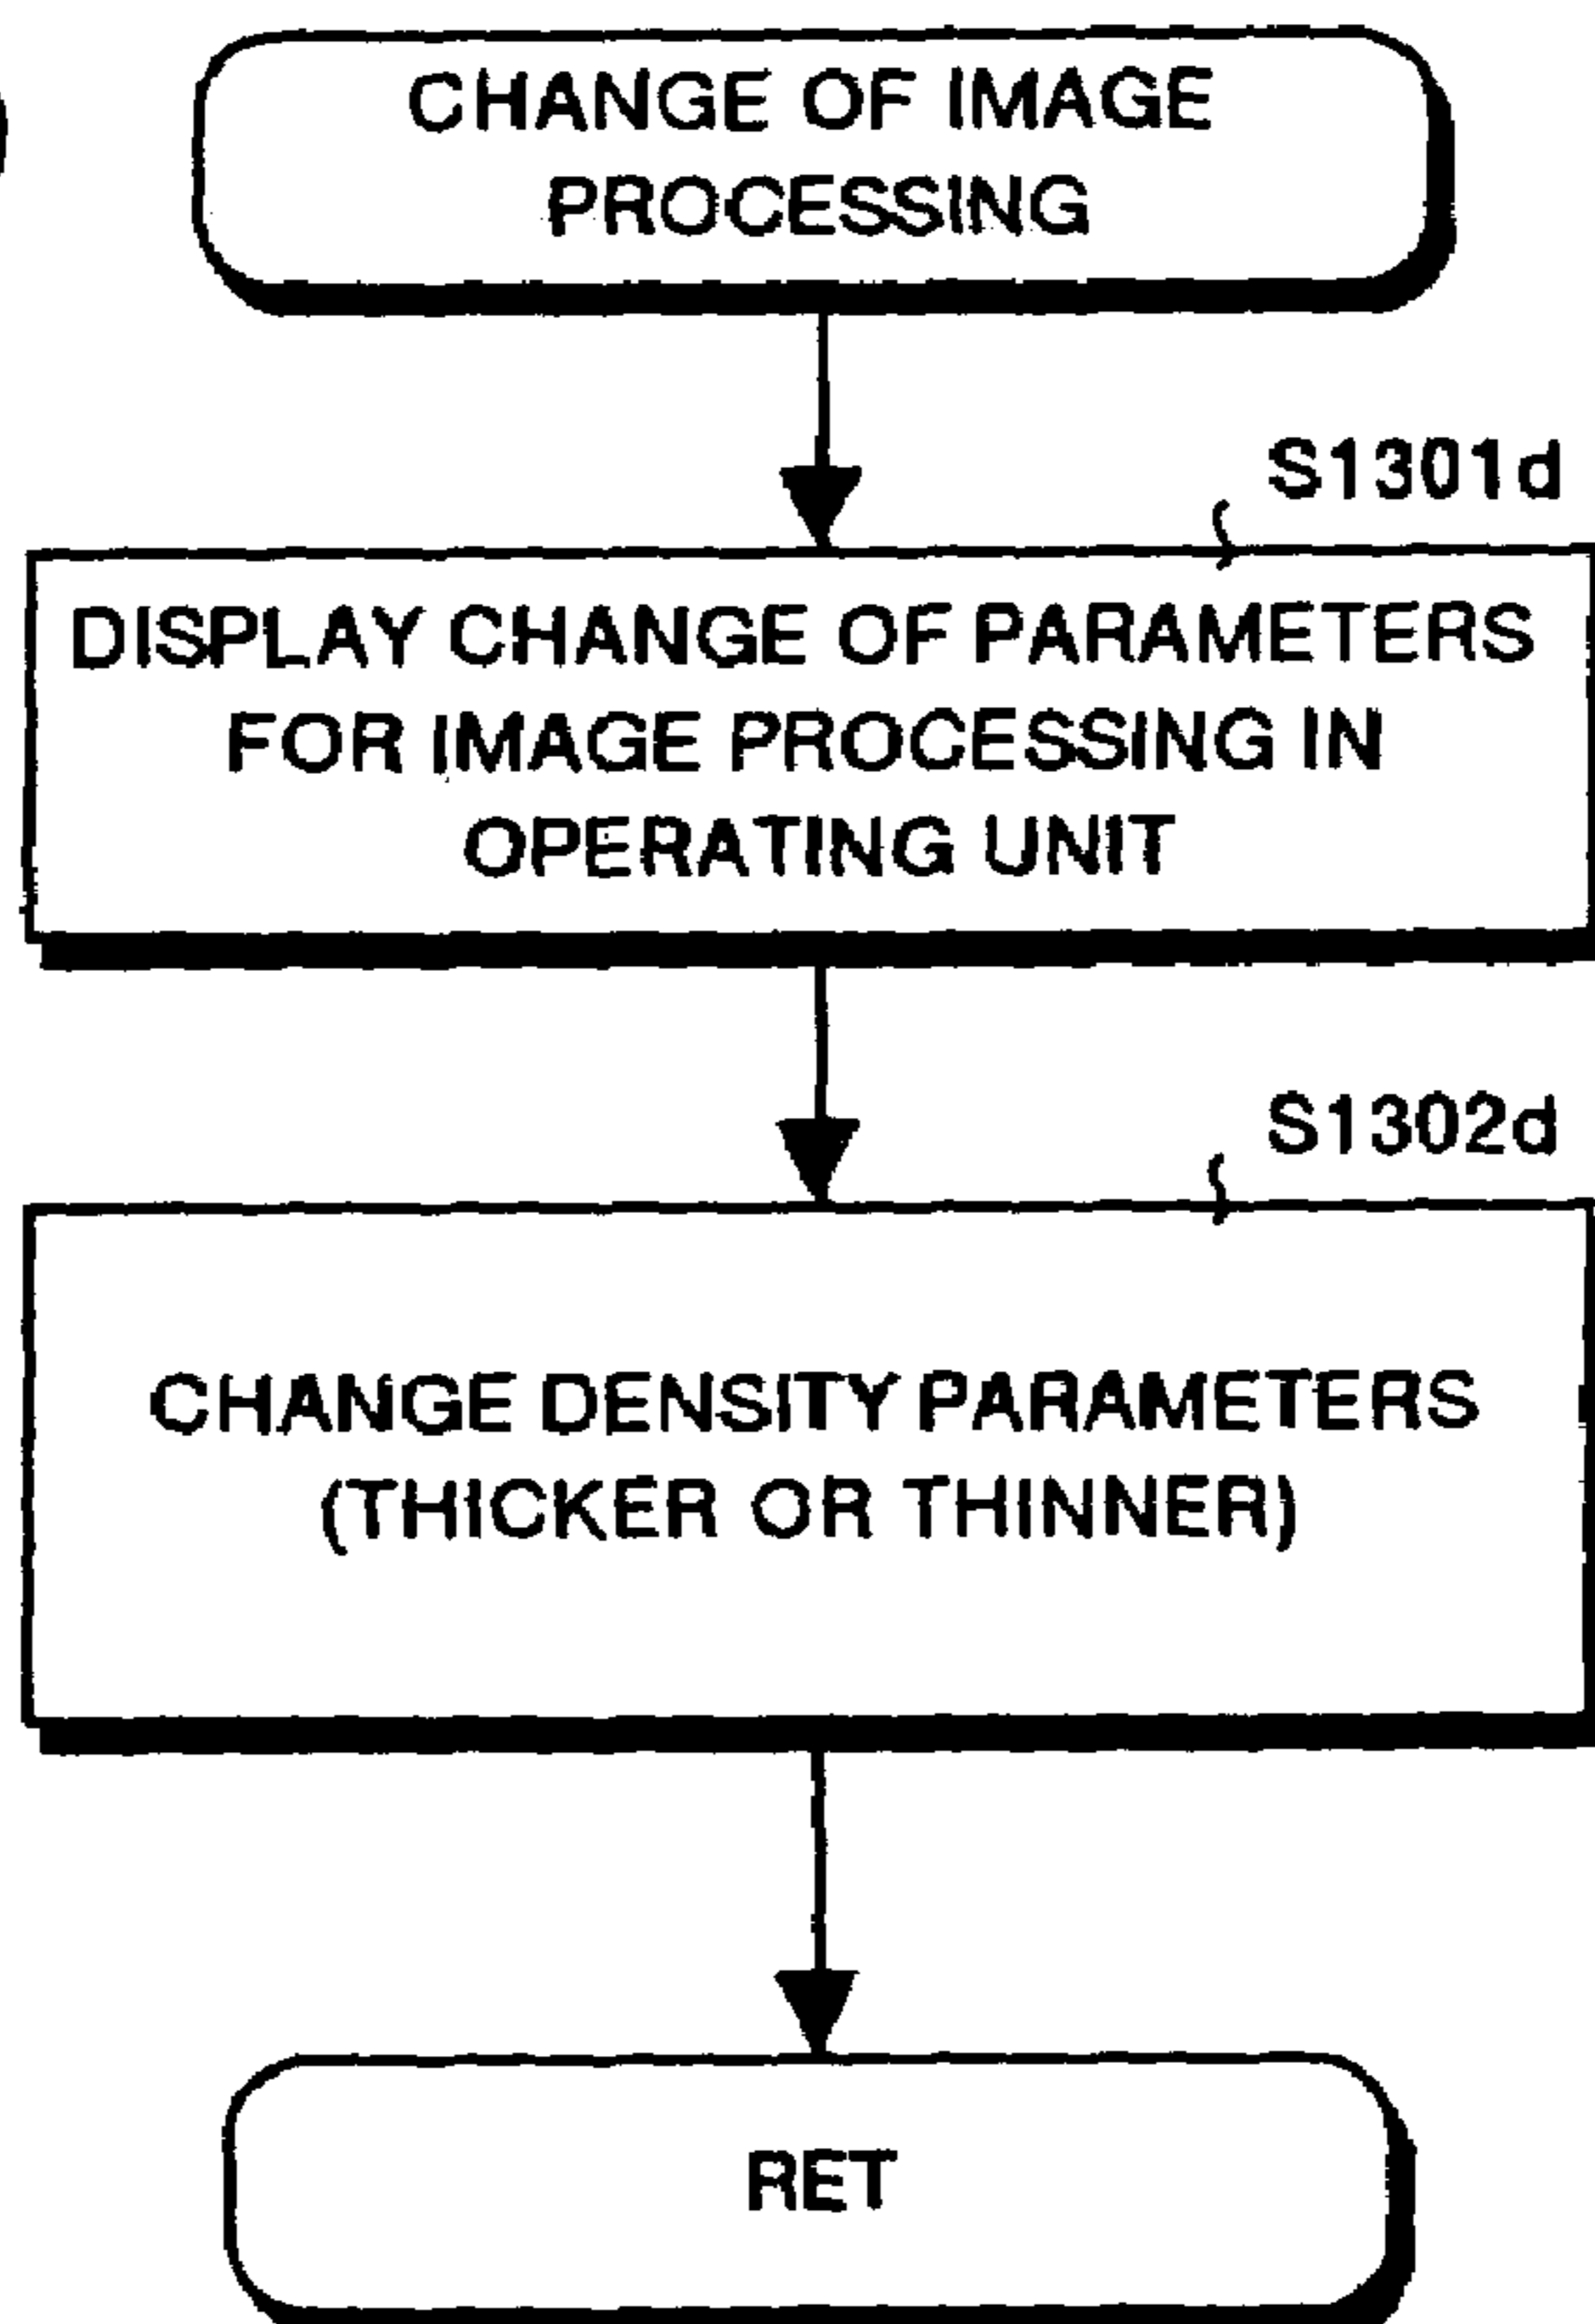 CHANGE OF IMAGE
PROCESSING
S1301d
DISPLAY CHANGE OF PARAMETERS
FOR IMAGE PROCESSING IN
OPERATING UNIT
S1302d
CHANGE DENSITY PARAMETERS
(THICKER OR THINNER)
RET